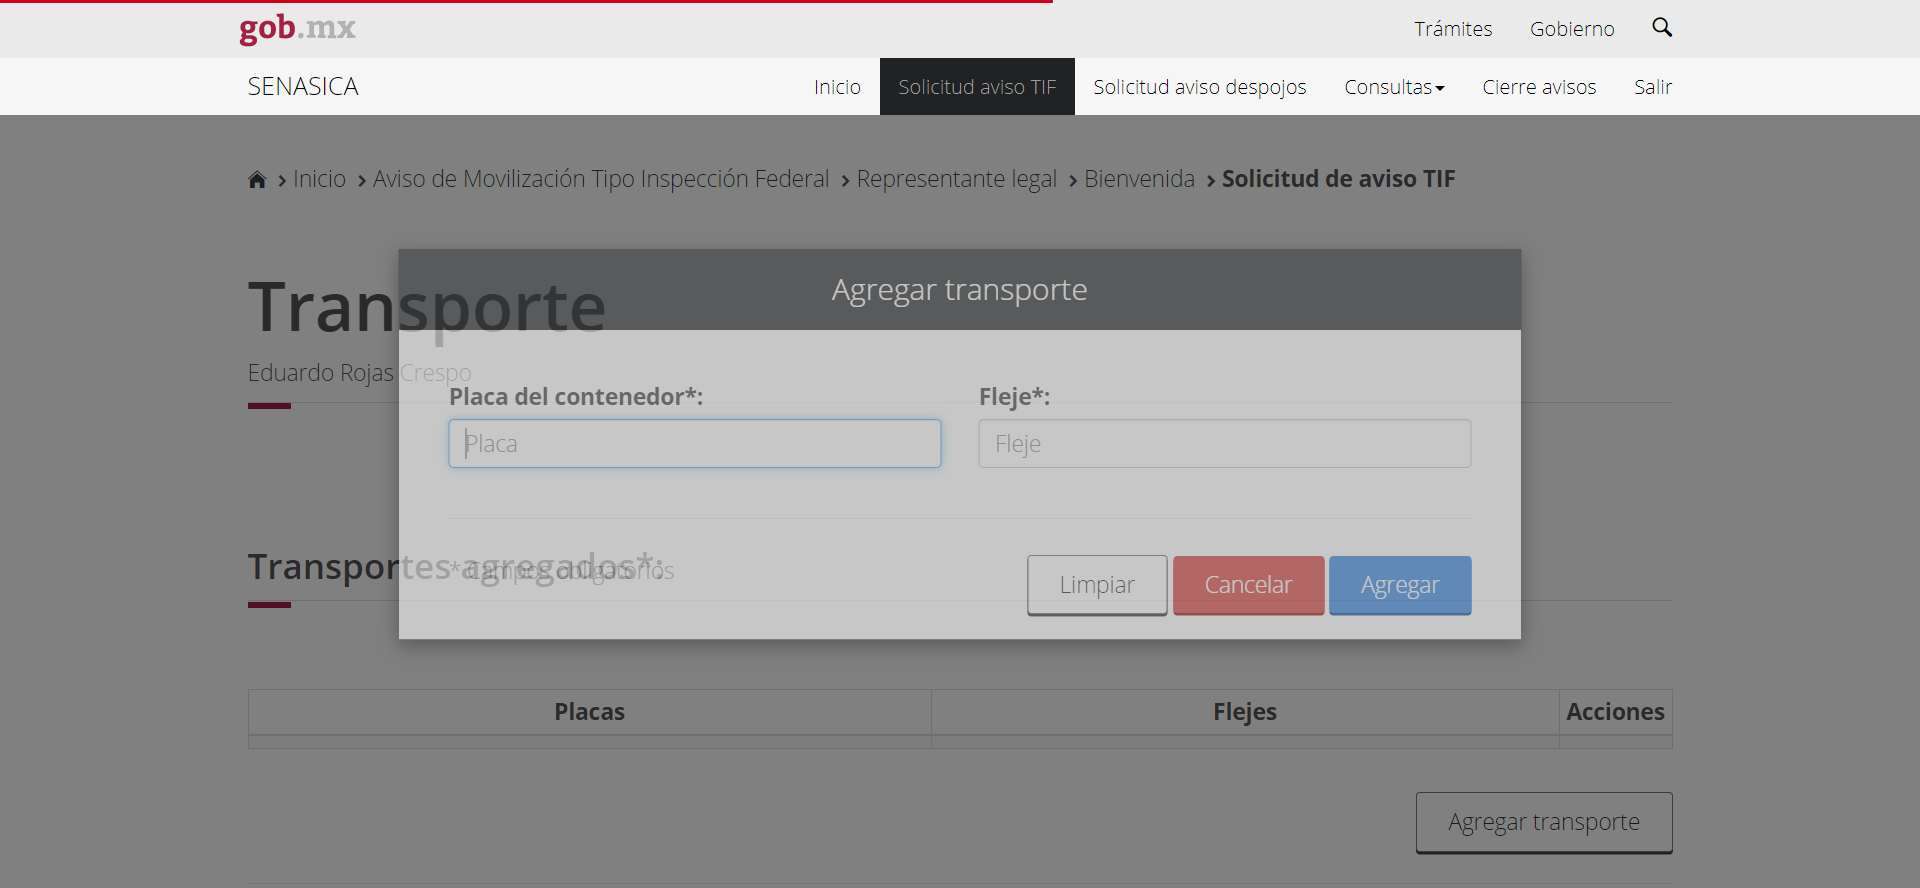 gob.mx
Trámites Gobierno
SENASICA
Inicio Solicitud aviso TIF Solicitud aviso despojos Consultas Cierre avisos Salir
Inicio Aviso de Movilización Tipo Inspección Federal Representante legal Bienvenida Solicitud de aviso TIF
Agregar transporte
Transporte
Eduardo Rojas Crespo
Placa del contenedor*: Fleje*:
Placa Fleje
Transportes agregados*:
* Campos obligatorios
Limpiar Cancelar Agregar
Placas Flejes Acciones
Agregar transporte